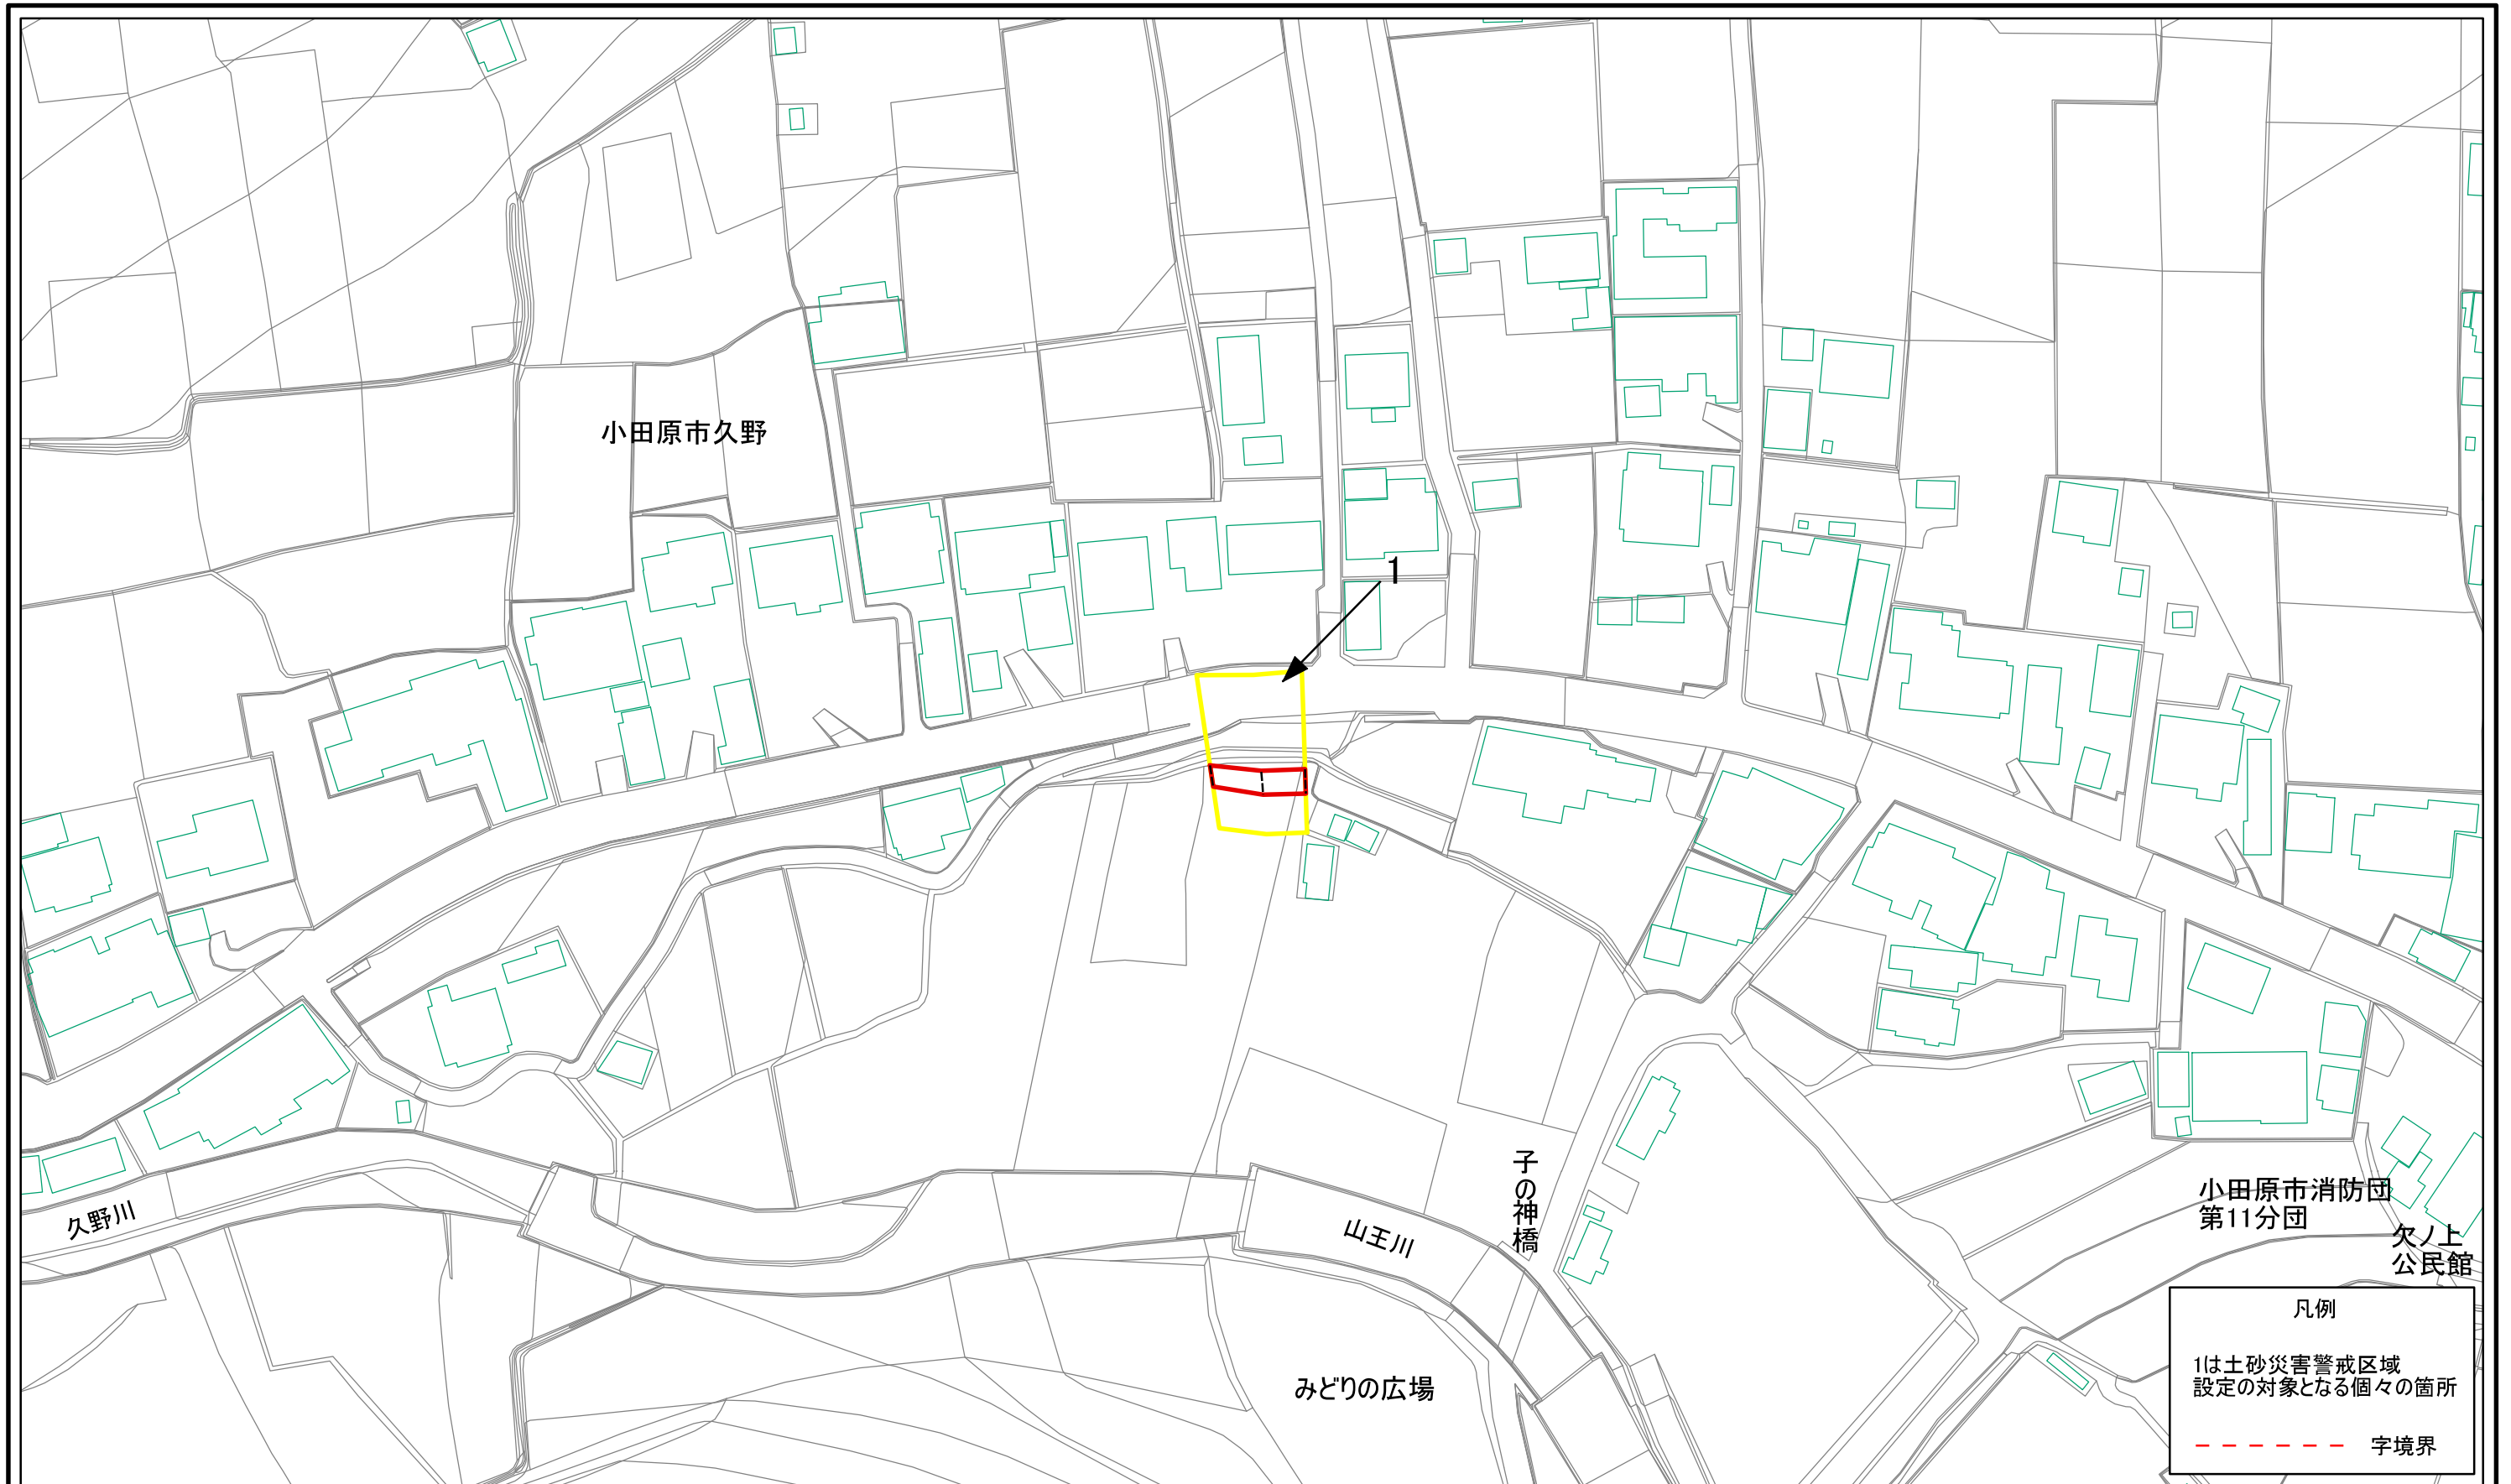 小田原市久野
1
子の神橋
久野川
山王川
小田原市消防団
第11分団
欠ノ上
公民館
みどりの広場
凡例
1は土砂災害警戒区域
設定の対象となる個々の箇所
字境界